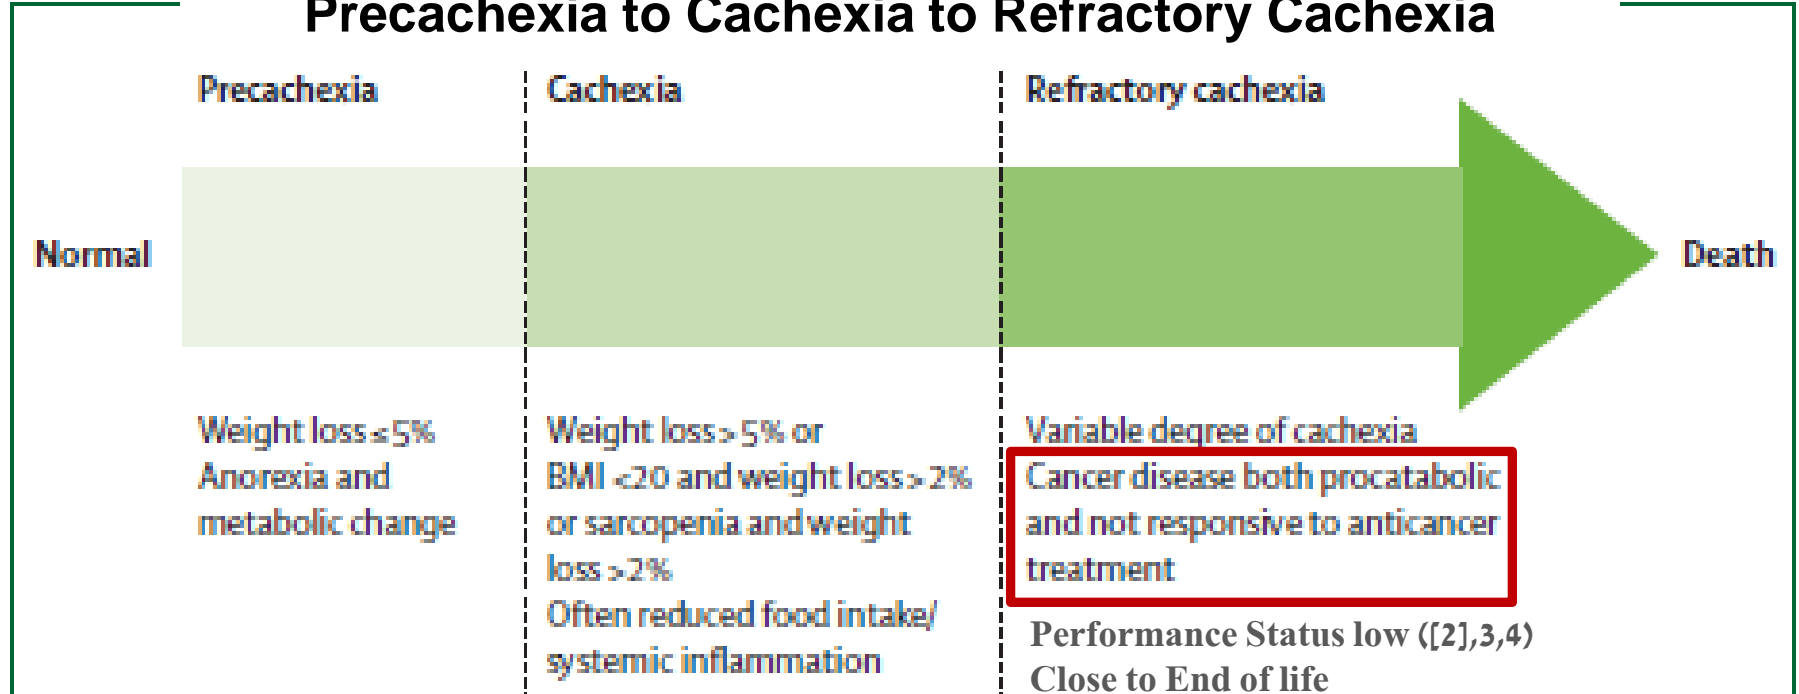 Precachexia to Cachexia to Refractory Cachexia
Precachexia
Cachexia
Refractory cachexia
Normal
Death
Weight loss ≤5%
Anorexia and
metabolic change
Weight loss >5% or
BMI <20 and weight loss >2%
or sarcopenia and weight
loss >2%
Often reduced food intake/
systemic inflammation
Variable degree of cachexia
Cancer disease both procatabolic
and not responsive to anticancer
treatment
Performance Status low ([2],3,4)
Close to End of life